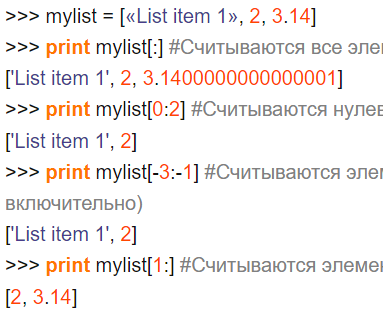 >>> mylist = [«List item 1», 2, 3.14]
>>> print mylist[:] #Считываются все
['List item 1', 2, 3.1400000000000001]
>>> print mylist[0:2] #Считываются
['List item 1', 2]
>>> print mylist[-3:-1] #Считываются
включительно)
['List item 1', 2]
>>> print mylist[1:] #Считываются
[2, 3.14]